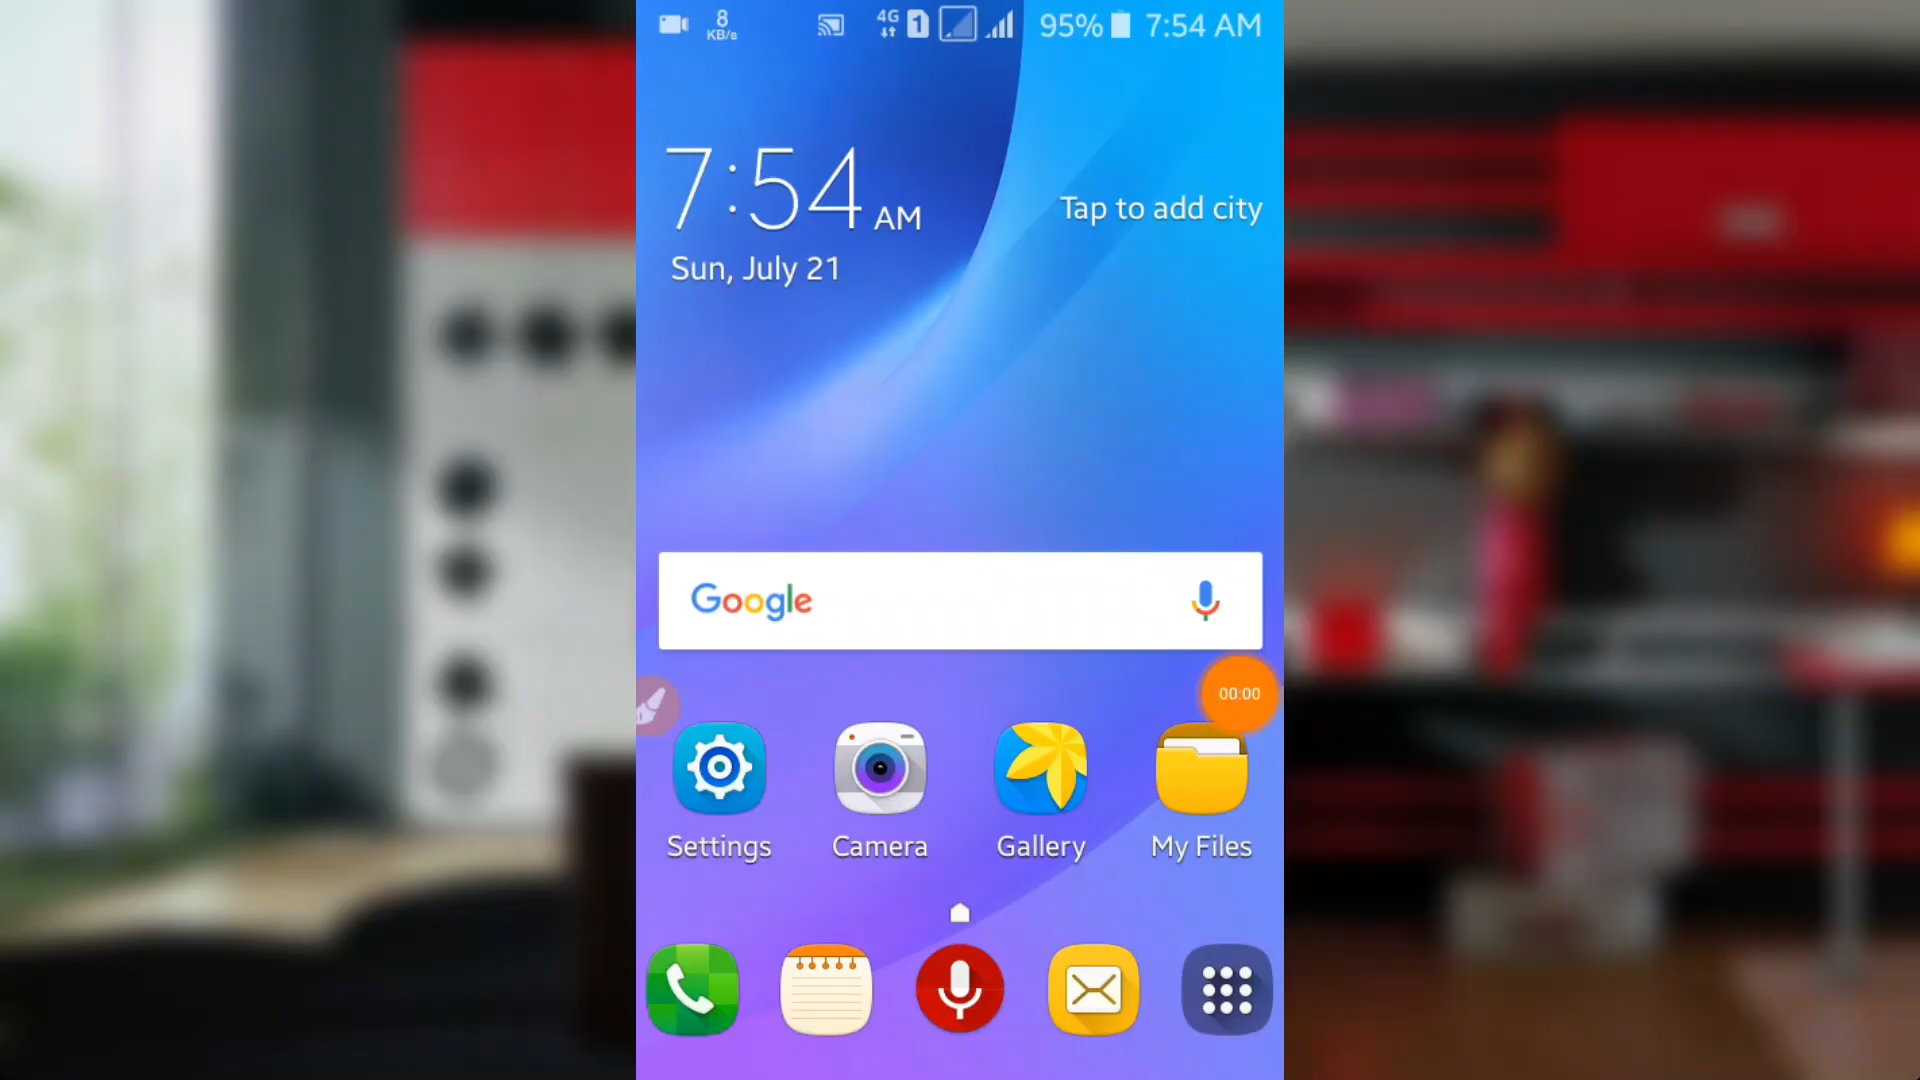 8 KB/s 4G 1 95% 7:54 AM
7:54 AM
Sun, July 21
Tap to add city
Google
00:00
Settings Camera Gallery My Files